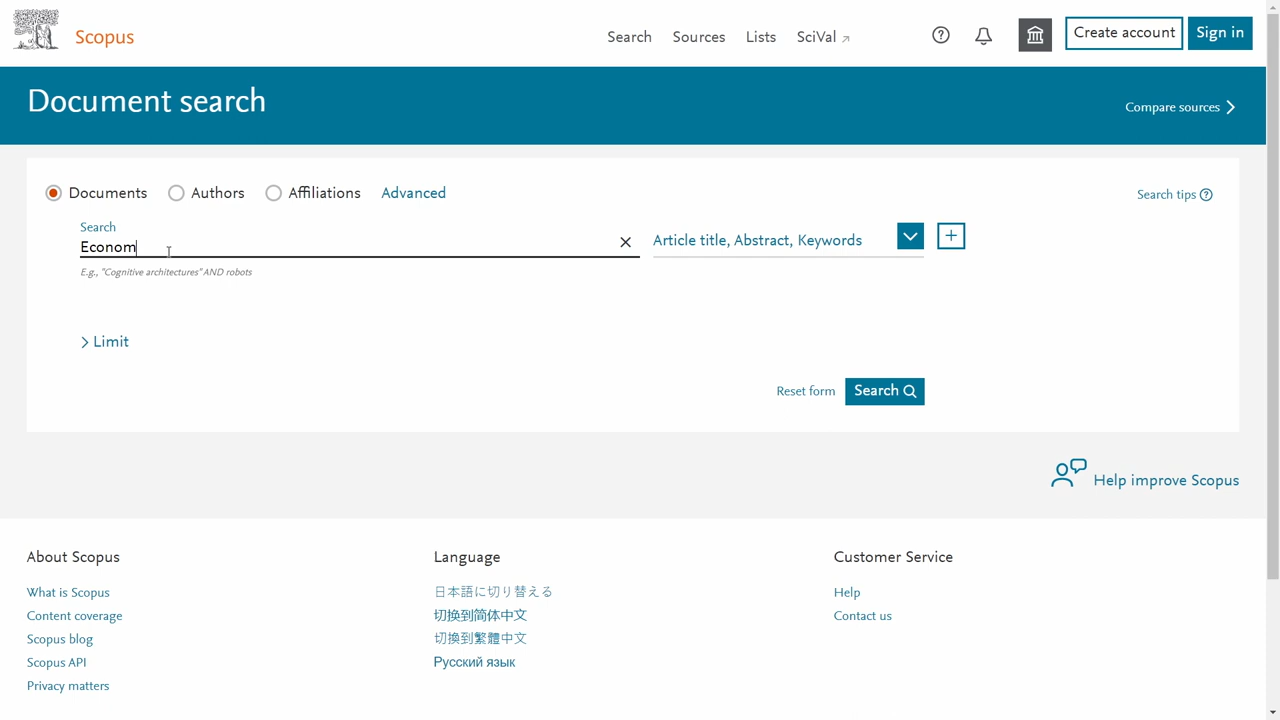 Scopus
Search Sources Lists SciVal
Create account
Sign in
Document search
Compare sources
Documents Authors Affiliations Advanced
Search tips
Search
Econom
Article title, Abstract, Keywords
E.g., "Cognitive architectures" AND robots
Limit
Reset form
Search
Help improve Scopus
About Scopus
What is Scopus
Content coverage
Scopus blog
Scopus API
Privacy matters
Language
日本語に切り替える
切换到简体中文
切換到繁體中文
Русский язык
Customer Service
Help
Contact us